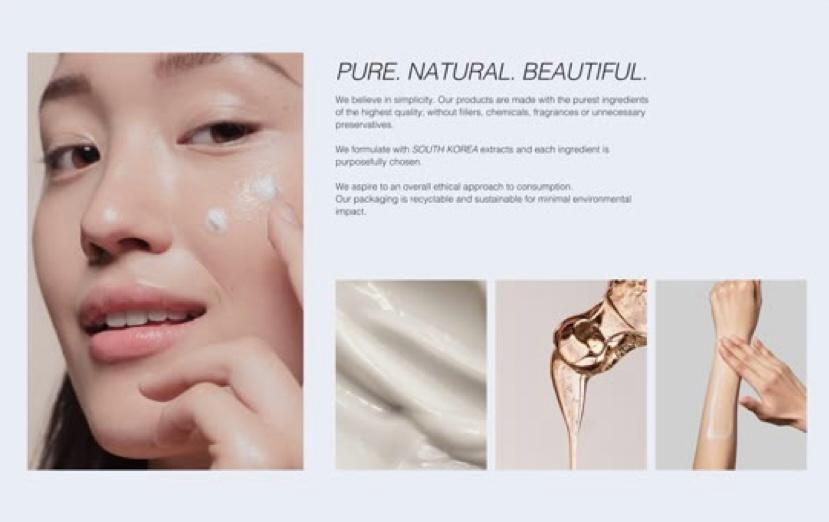 PURE. NATURAL. BEAUTIFUL.
We believe in simplicity. Our products are made with the purest ingredients
of the highest quality, without fillers, chemicals, fragrances or unnecessary
preservatives.
We formulate with SOUTH KOREA extracts and each ingredient is
purposefully chosen.
We aspire to an overall ethical approach to consumption.
Our packaging is recyclable and sustainable for minimal environmental
impact.